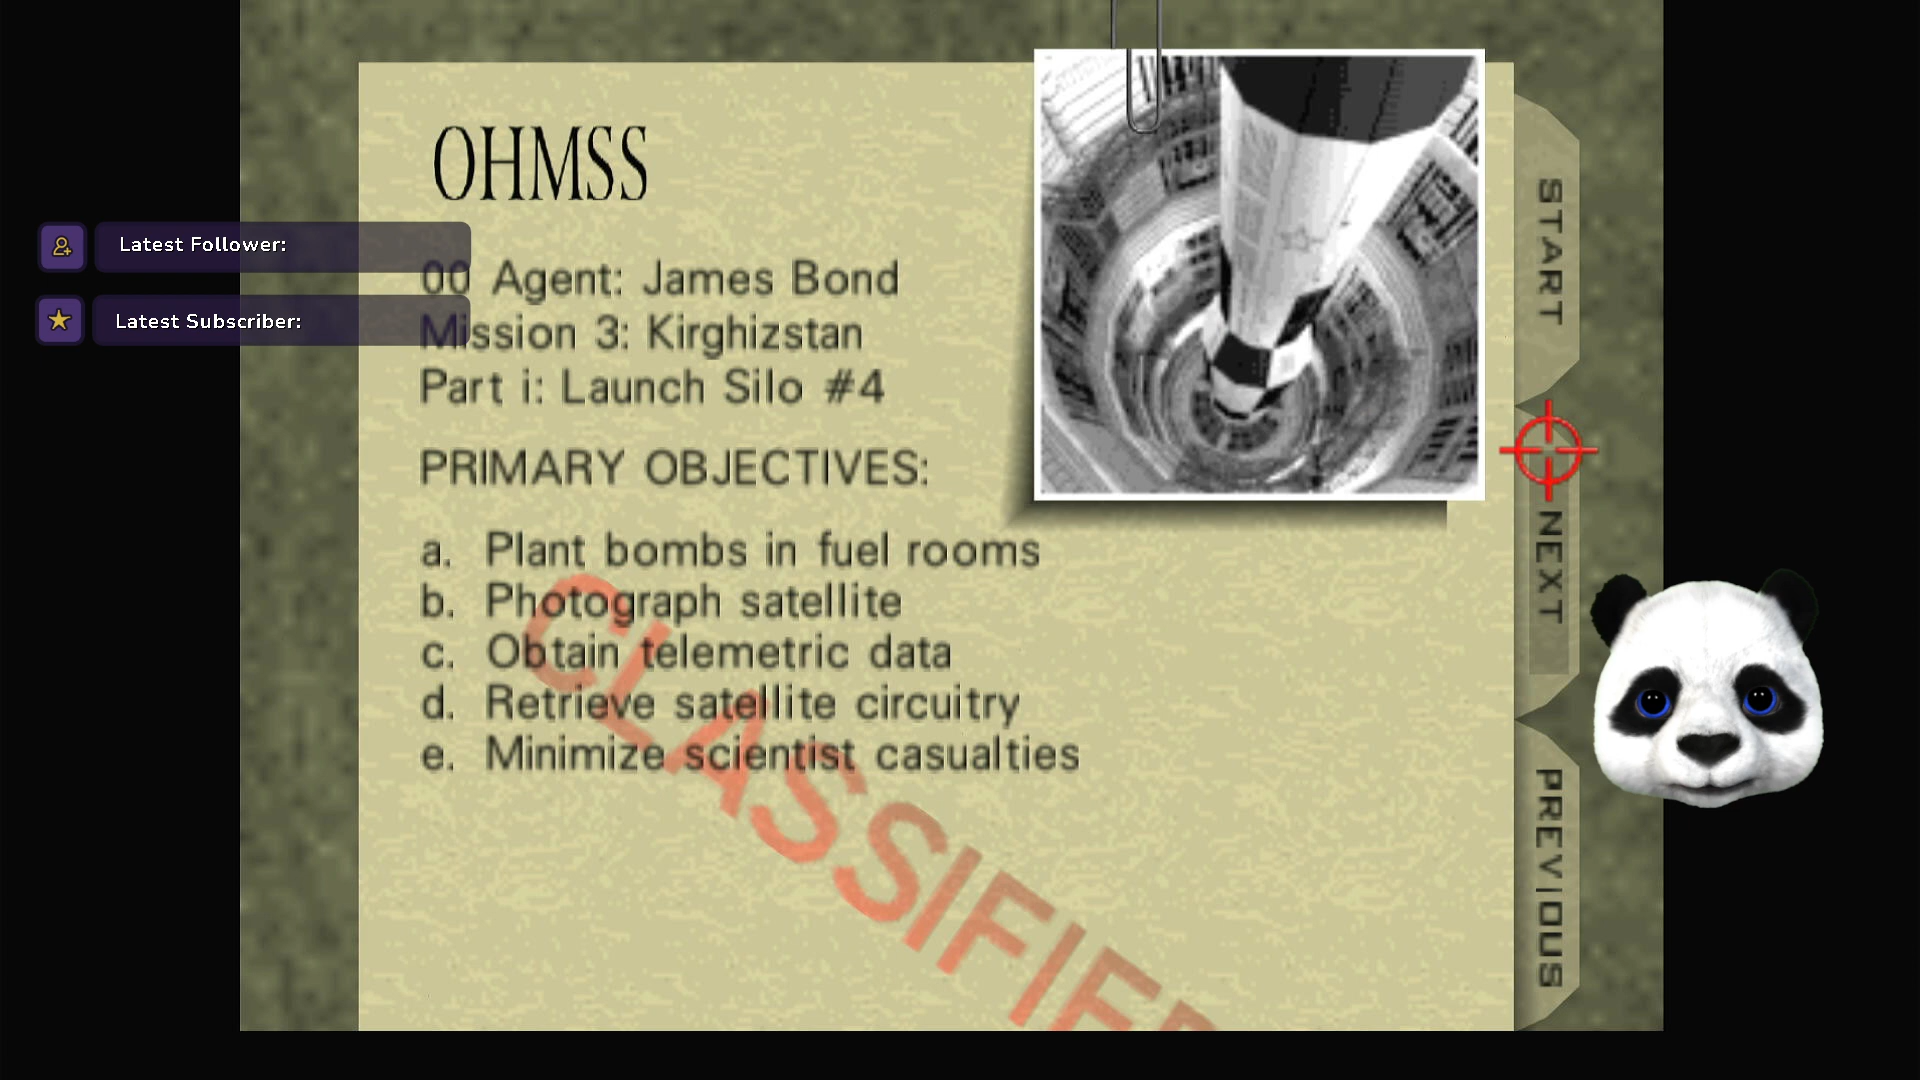 OHMSS
Latest Follower:
00 Agent: James Bond
Latest Subscriber:
Mission 3: Kirghizstan
Part i: Launch Silo #4
PRIMARY OBJECTIVES:
a. Plant bombs in fuel rooms
b. Photograph satellite
c. Obtain telemetric data
d. Retrieve satellite circuitry
e. Minimize scientist casualties
CLASSIFIED
START
NEXT
PREVIOUS